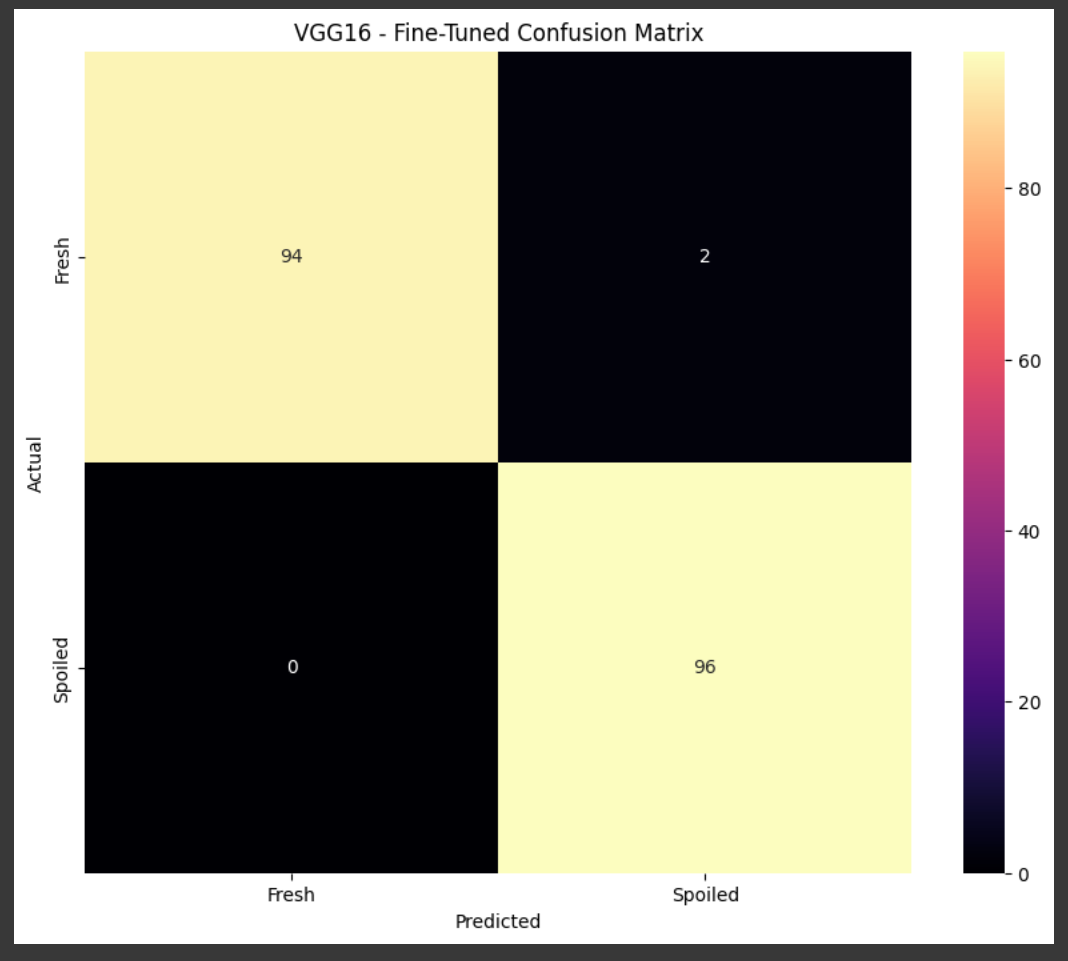 VGG16 - Fine-Tuned Confusion Matrix
Actual
Fresh
94
2
Spoiled
0
96
Fresh
Spoiled
Predicted
80
60
40
20
0